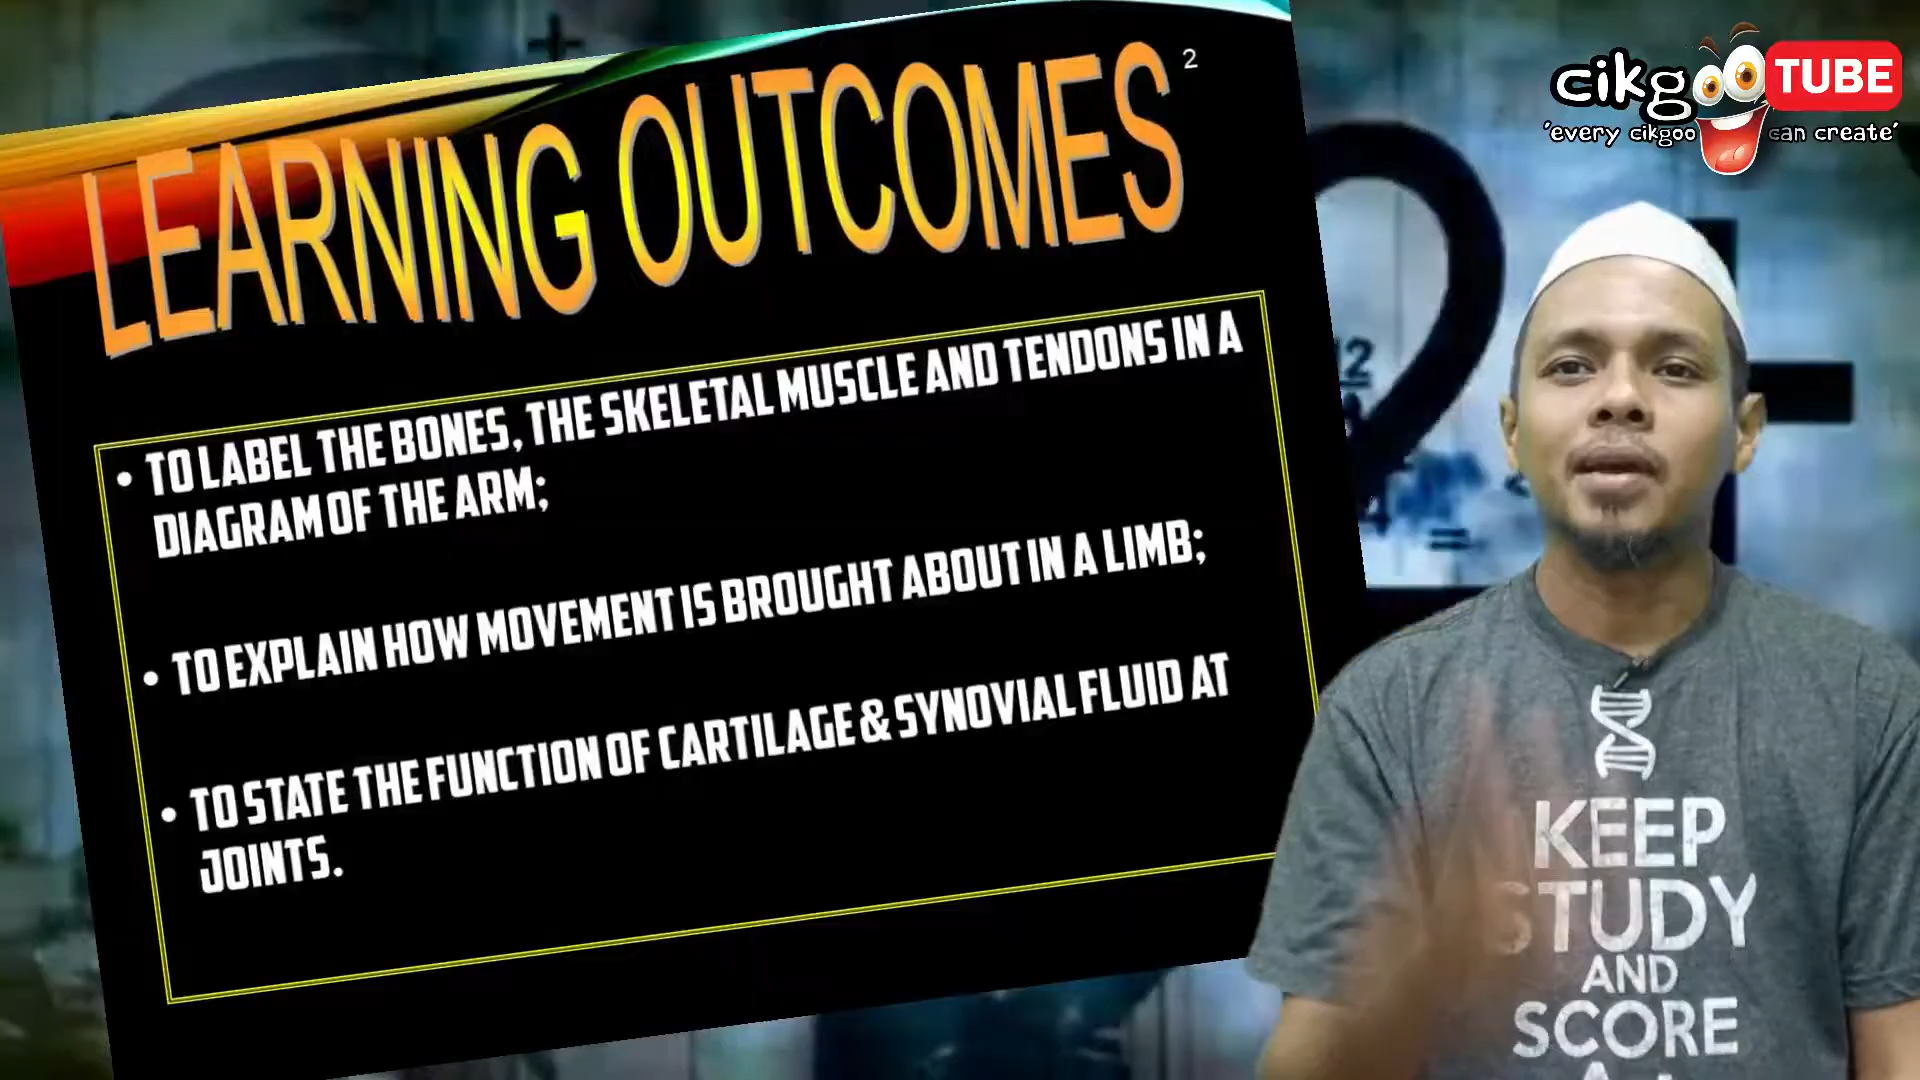 LEARNING OUTCOMES
2
• TO LABEL THE BONES, THE SKELETAL MUSCLE AND TENDONS IN A
DIAGRAM OF THE ARM;
• TO EXPLAIN HOW MOVEMENT IS BROUGHT ABOUT IN A LIMB;
• TO STATE THE FUNCTION OF CARTILAGE & SYNOVIAL FLUID AT
JOINTS.
cikgoo TUBE
'every cikgoo can create'
12
KEEP
STUDY
AND
SCORE